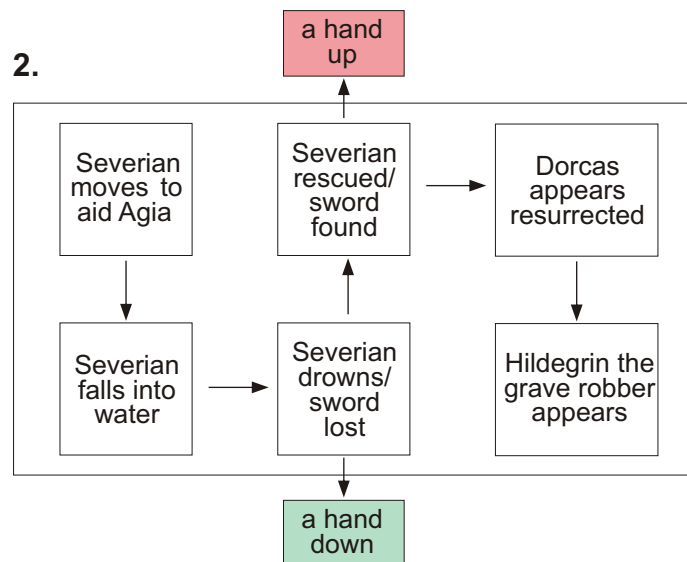 a hand
up
2.
Severian
moves to
aid Agia
Severian
rescued/
sword
found
Dorcas
appears
resurrected
Severian
falls into
water
Severian
drowns/
sword
lost
Hildegrin the
grave robber
appears
a hand
down